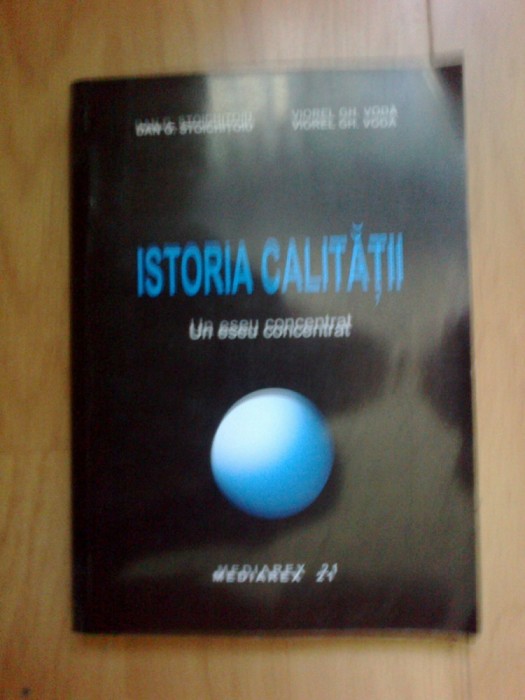 DAN G. STOICHIȚOIU VIOREL GH. VODĂ
ISTORIA CALITĂȚII
Un eseu concentrat
MEDIAREX 21